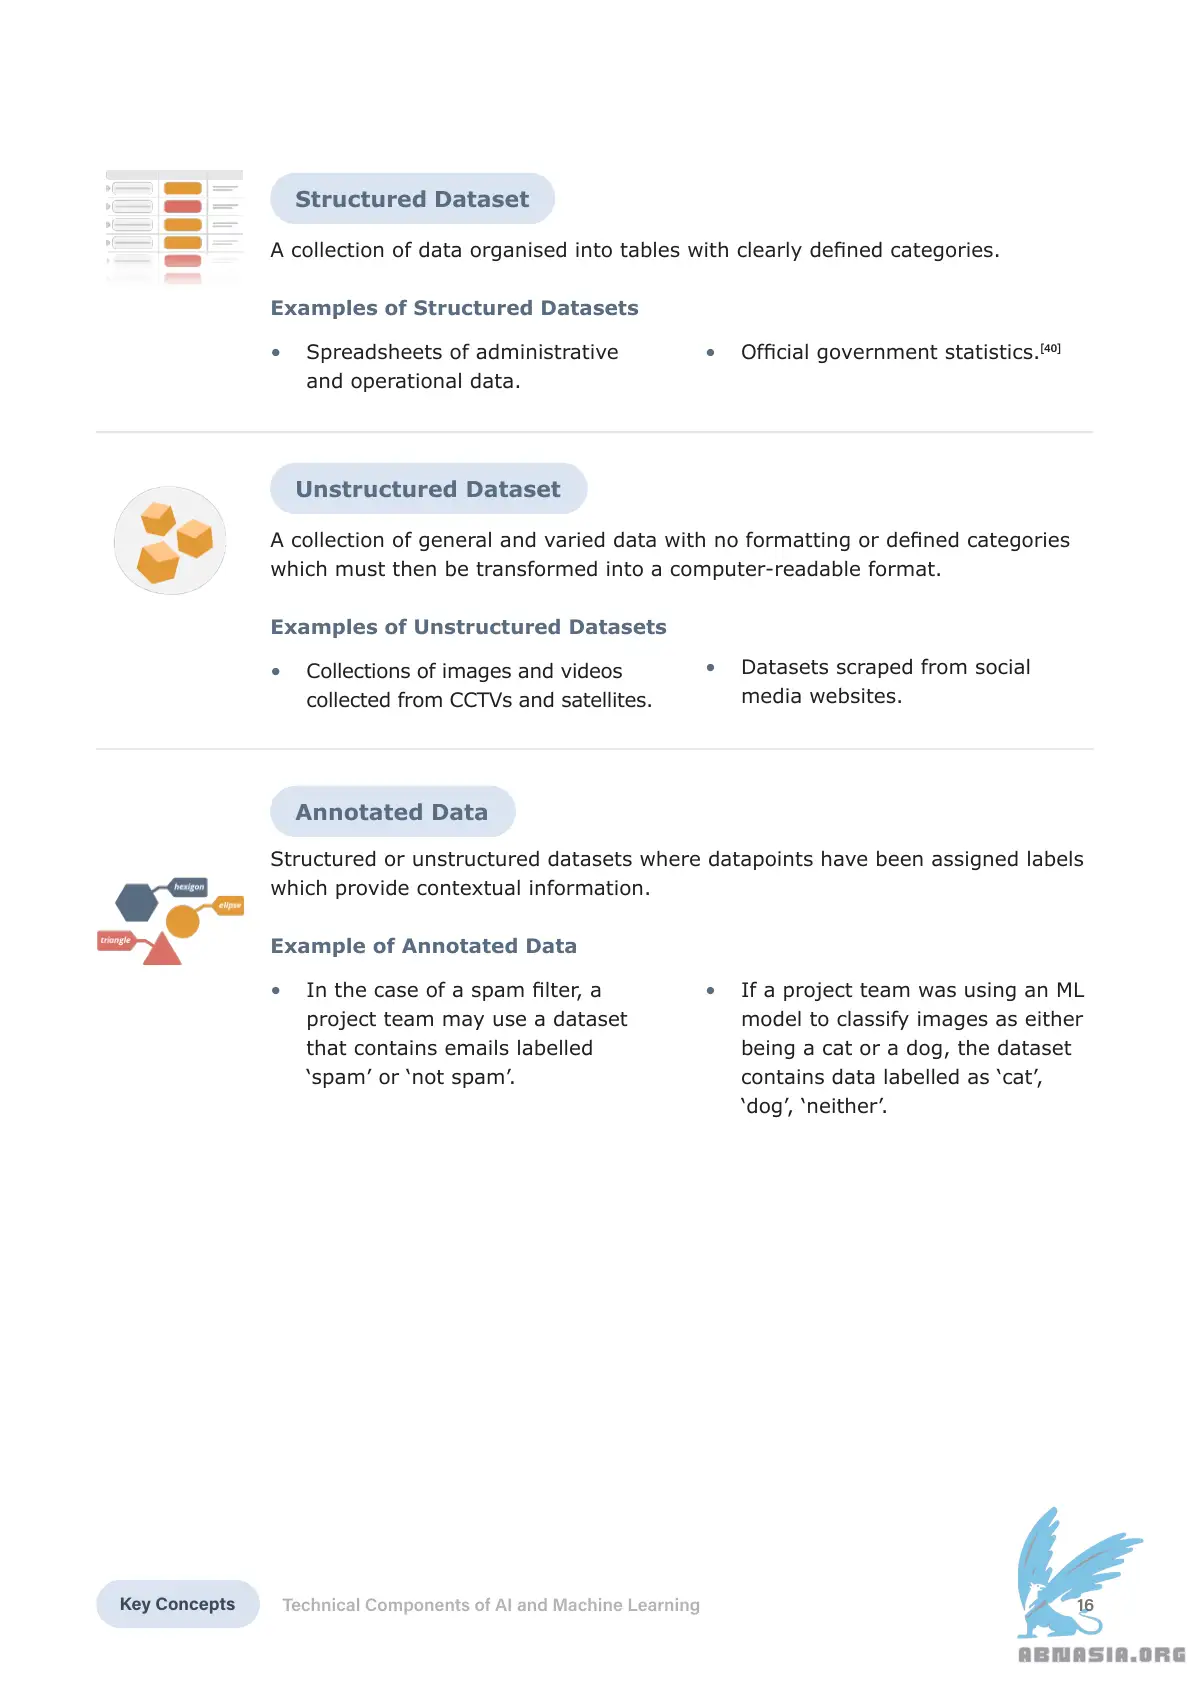 Structured Dataset
A collection of data organised into tables with clearly defined categories.
Examples of Structured Datasets
• Spreadsheets of administrative
and operational data.
• Official government statistics.[40]
Unstructured Dataset
A collection of general and varied data with no formatting or defined categories
which must then be transformed into a computer-readable format.
Examples of Unstructured Datasets
• Collections of images and videos
collected from CCTVs and satellites.
• Datasets scraped from social
media websites.
Annotated Data
Structured or unstructured datasets where datapoints have been assigned labels
which provide contextual information.
hexigon
elipse
triangle
Example of Annotated Data
• In the case of a spam filter, a
project team may use a dataset
that contains emails labelled
‘spam’ or ‘not spam’.
• If a project team was using an ML
model to classify images as either
being a cat or a dog, the dataset
contains data labelled as ‘cat’,
‘dog’, ‘neither’.
Key Concepts
Technical Components of AI and Machine Learning
16
ABNASIA.ORG